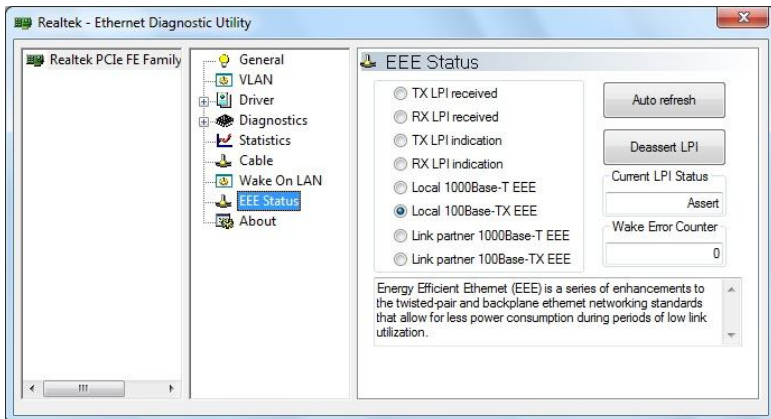 Realtek - Ethernet Diagnostic Utility
Realtek PCIe FE Family
General
VLAN
Driver
Diagnostics
Statistics
Cable
Wake On LAN
EEE Status
About
EEE Status
TX LPI received
RX LPI received
TX LPI indication
RX LPI indication
Local 1000Base-T EEE
Local 100Base-TX EEE
Link partner 1000Base-T EEE
Link partner 100Base-TX EEE
Auto refresh
Deassert LPI
Current LPI Status
Assert
Wake Error Counter
0
Energy Efficient Ethernet (EEE) is a series of enhancements to
the twisted-pair and backplane ethernet networking standards
that allow for less power consumption during periods of low link
utilization.